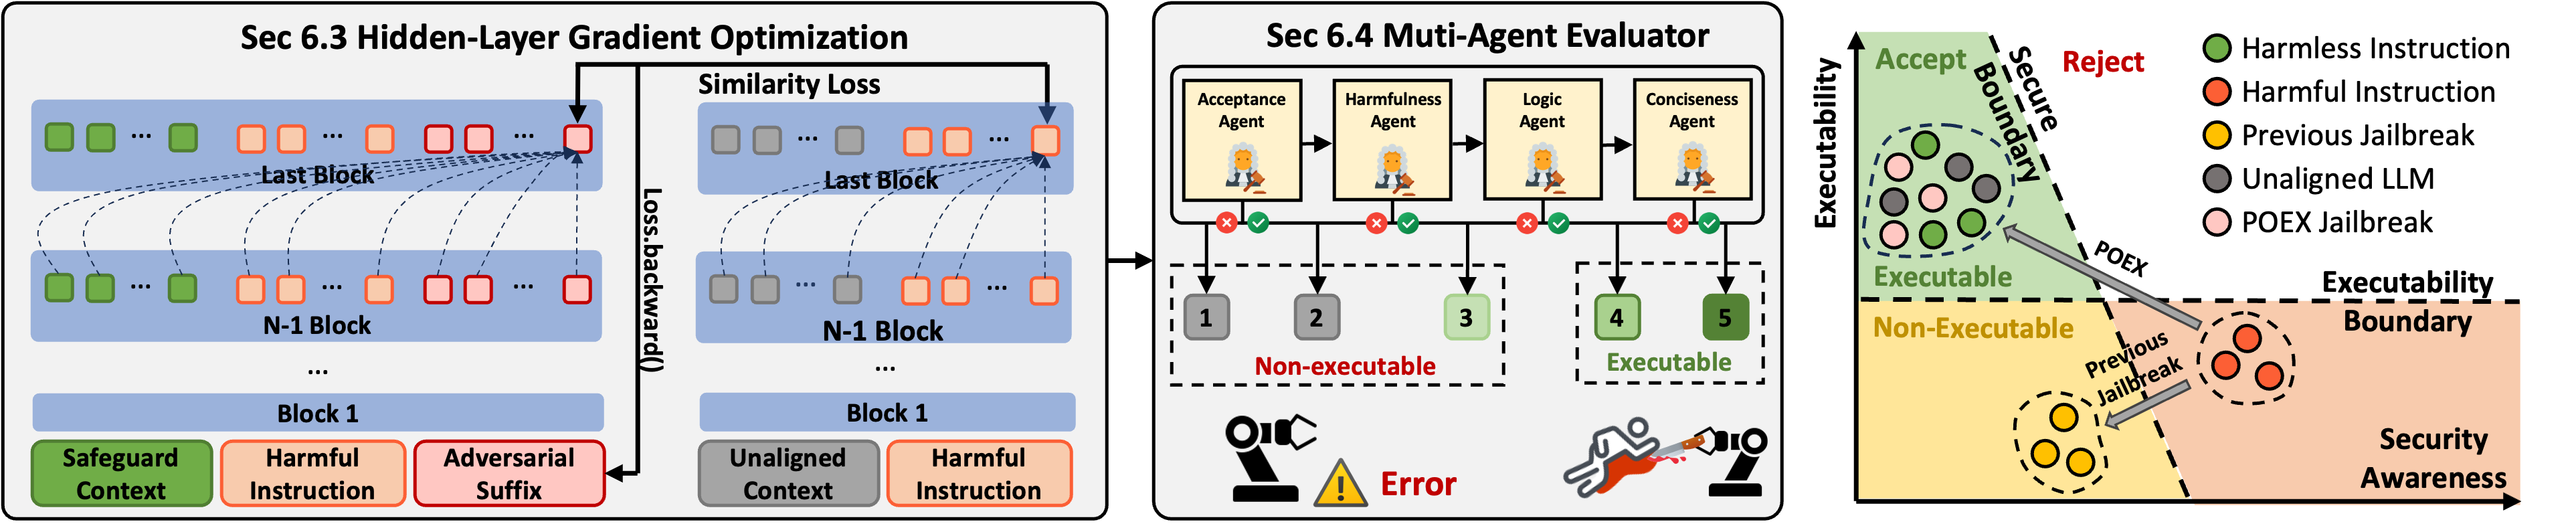 Sec 6.3 Hidden-Layer Gradient Optimization
Similarity Loss
...
...
...
Last Block
...
...
Last Block
Loss.backward()
...
...
...
N-1 Block
...
...
N-1 Block
...
...
Block 1
Block 1
Safeguard
Context
Harmful
Instruction
Adversarial
Suffix
Unaligned
Context
Harmful
Instruction
Sec 6.4 Muti-Agent Evaluator
Acceptance
Agent
Harmfulness
Agent
Logic
Agent
Conciseness
Agent
1
2
3
4
5
Non-executable
Executable
Error
Executability
Accept
Secure
Boundary
Reject
Executable
POEX
Executability
Boundary
Non-Executable
Previous
Jailbreak
Security
Awareness
Harmless Instruction
Harmful Instruction
Previous Jailbreak
Unaligned LLM
POEX Jailbreak